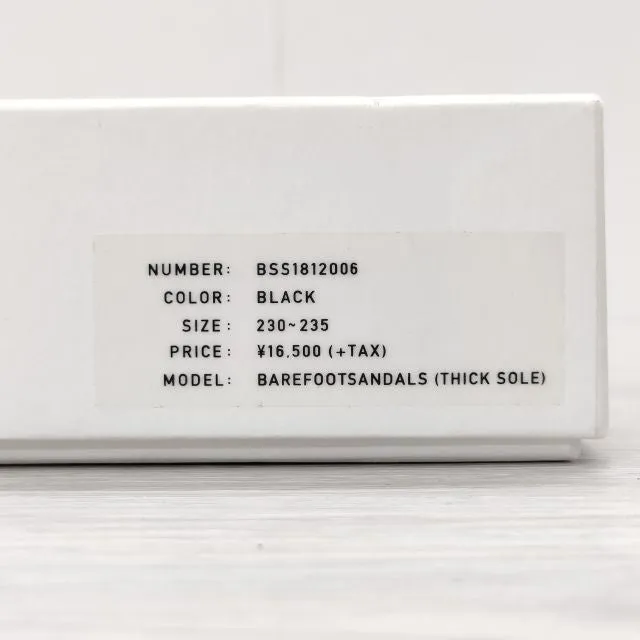 NUMBER: BSS1812006
COLOR: BLACK
SIZE: 230~235
PRICE: ¥16,500 (+TAX)
MODEL: BAREFOOTSANDALS (THICK SOLE)